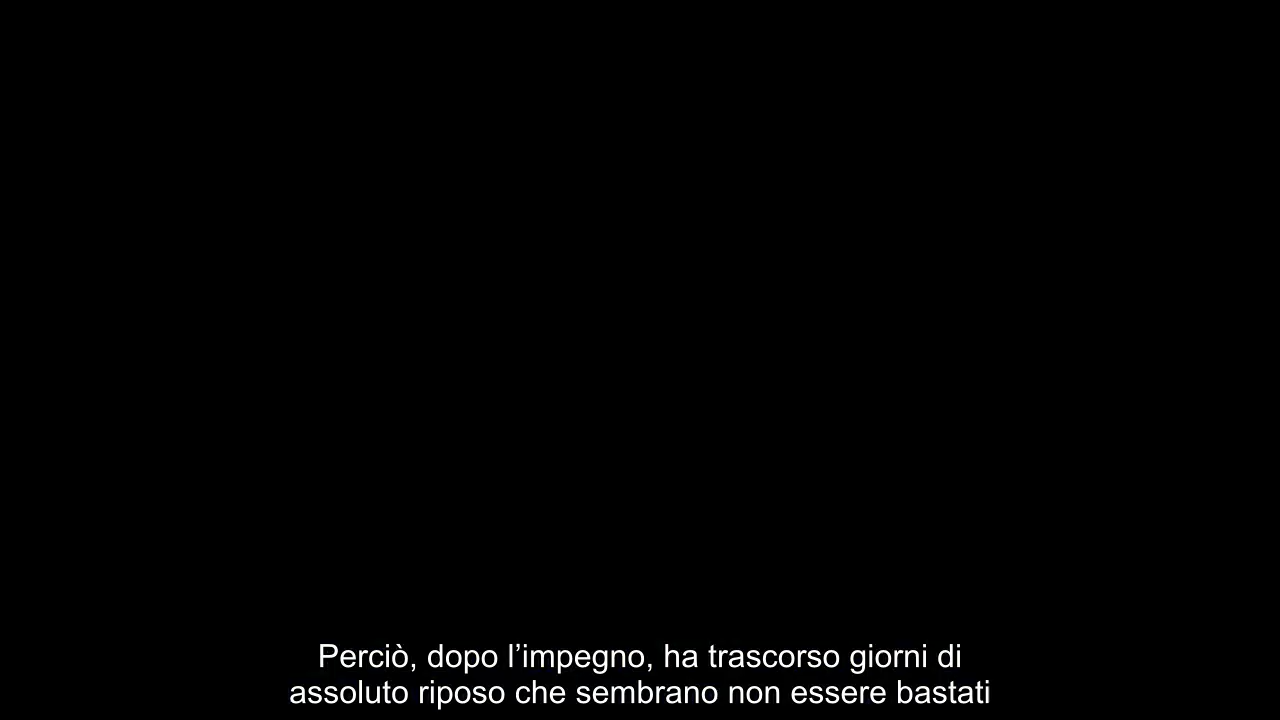 Perciò, dopo l’impegno, ha trascorso giorni di
assoluto riposo che sembrano non essere bastati